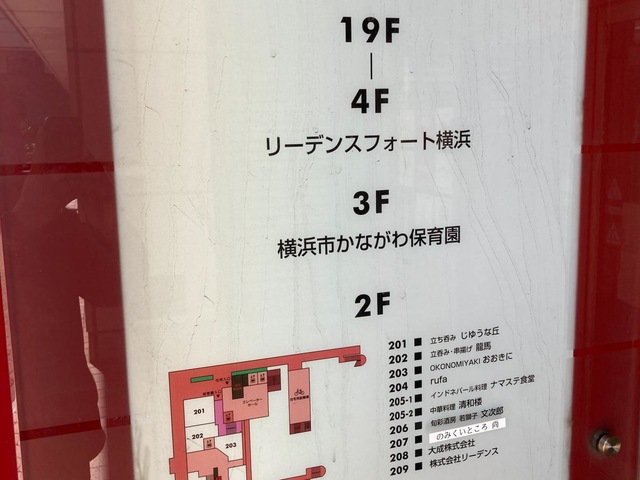 19F
4F
リーデンスフォート横浜
3F
横浜市かながわ保育園
2F
201 ■ 立ち呑み じゆうな丘
202 ■ 立呑み・串揚げ 龍馬
203 ■ OKONOMIYAKI おおきに
204 ■ rufa
205-1 ■ インドネパール料理 ナマステ食堂
205-2 ■ 中華料理 清和楼
206 ■ 旬彩酒房 若獅子 文次郎
207 ■ のみくいところ 尙
208 ■ 大成株式会社
209 ■ 株式会社リーデンス
201
202
203